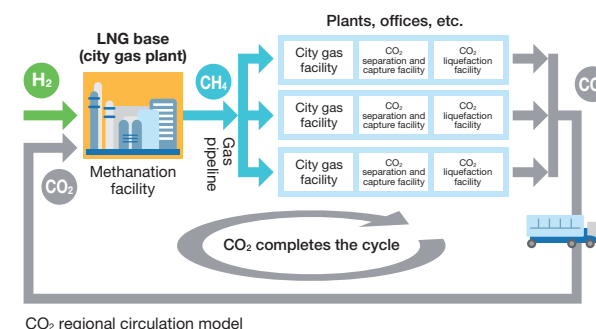 Plants, offices, etc.
LNG base
(city gas plant)
H₂
CH₄
City gas
facility
CO₂
separation and
capture facility
CO₂
liquefaction
facility
City gas
facility
CO₂
separation and
capture facility
CO₂
liquefaction
facility
City gas
facility
CO₂
separation and
capture facility
CO₂
liquefaction
facility
Gas
pipeline
Methanation
facility
CO₂
CO₂ completes the cycle
CO₂ regional circulation model